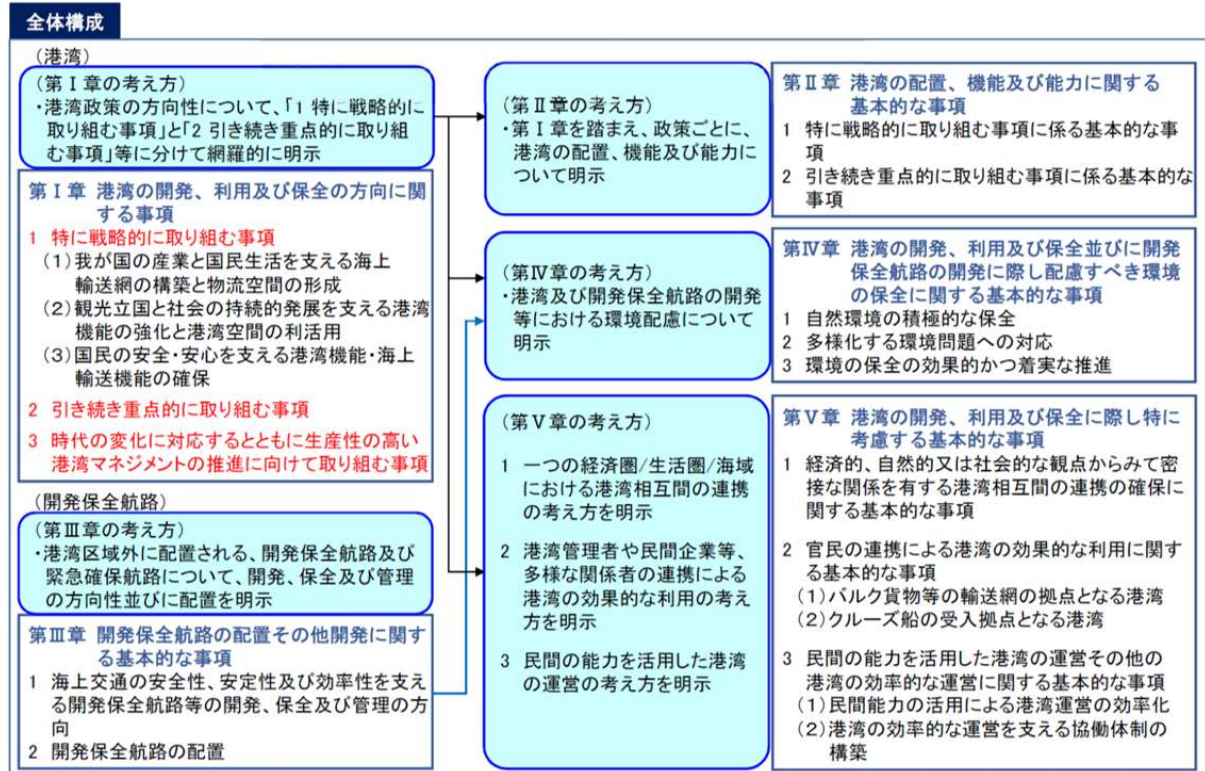 全体構成
（港湾）
（第Ⅰ章の考え方）
・港湾政策の方向性について、「1 特に戦略的に
取り組む事項」と「2 引き続き重点的に取り組
む事項」等に分けて網羅的に明示
第Ⅰ章 港湾の開発、利用及び保全の方向に関
する事項
1 特に戦略的に取り組む事項
（1）我が国の産業と国民生活を支える海上
輸送網の構築と物流空間の形成
（2）観光立国と社会の持続的発展を支える港湾
機能の強化と港湾空間の利活用
（3）国民の安全・安心を支える港湾機能・海上
輸送機能の確保
2 引き続き重点的に取り組む事項
3 時代の変化に対応するとともに生産性の高い
港湾マネジメントの推進に向けて取り組む事項
（開発保全航路）
（第Ⅲ章の考え方）
・港湾区域外に配置される、開発保全航路及び
緊急確保航路について、開発、保全及び管理
の方向性並びに配置を明示
第Ⅲ章 開発保全航路の配置その他開発に関す
る基本的な事項
1 海上交通の安全性、安定性及び効率性を支え
る開発保全航路等の開発、保全及び管理の方
向
2 開発保全航路の配置
（第Ⅱ章の考え方）
・第Ⅰ章を踏まえ、政策ごとに、
港湾の配置、機能及び能力に
ついて明示
（第Ⅳ章の考え方）
・港湾及び開発保全航路の開発
等における環境配慮について
明示
（第Ⅴ章の考え方）
1 一つの経済圏/生活圏/海域
における港湾相互間の連携
の考え方を明示
2 港湾管理者や民間企業等、
多様な関係者の連携による
港湾の効果的な利用の考え
方を明示
3 民間の能力を活用した港湾
の運営の考え方を明示
第Ⅱ章 港湾の配置、機能及び能力に関する
基本的な事項
1 特に戦略的に取り組む事項に係る基本的な事
項
2 引き続き重点的に取り組む事項に係る基本的な
事項
第Ⅳ章 港湾の開発、利用及び保全並びに開発
保全航路の開発に際し配慮すべき環境
の保全に関する基本的な事項
1 自然環境の積極的な保全
2 多様化する環境問題への対応
3 環境の保全の効果的かつ着実な推進
第Ⅴ章 港湾の開発、利用及び保全に際し特に
考慮する基本的な事項
1 経済的、自然的又は社会的な観点からみて密
接な関係を有する港湾相互間の連携の確保に
関する基本的な事項
2 官民の連携による港湾の効果的な利用に関す
る基本的な事項
（1）バルク貨物等の輸送網の拠点となる港湾
（2）クルーズ船の受入拠点となる港湾
3 民間の能力を活用した港湾の運営その他の
港湾の効率的な運営に関する基本的な事項
（1）民間能力の活用による港湾運営の効率化
（2）港湾の効率的な運営を支える協働体制の
構築